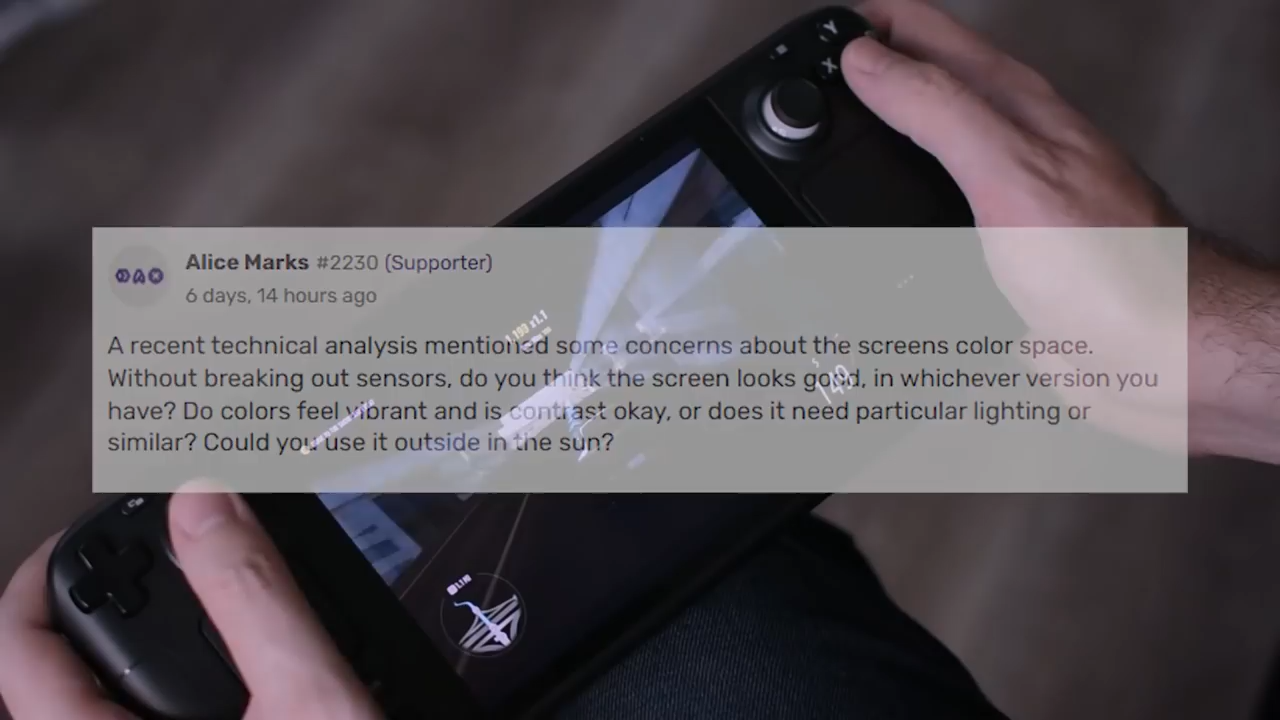 Y
X
Alice Marks #2230 (Supporter)
6 days, 14 hours ago
A recent technical analysis mentioned some concerns about the screens color space.
Without breaking out sensors, do you think the screen looks good, in whichever version you
have? Do colors feel vibrant and is contrast okay, or does it need particular lighting or
similar? Could you use it outside in the sun?
149